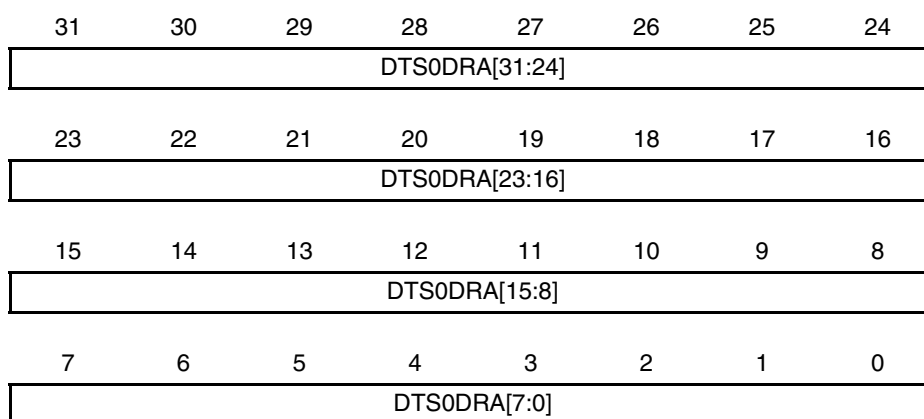 31 30 29 28 27 26 25 24
DTS0DRA[31:24]
23 22 21 20 19 18 17 16
DTS0DRA[23:16]
15 14 13 12 11 10 9 8
DTS0DRA[15:8]
7 6 5 4 3 2 1 0
DTS0DRA[7:0]